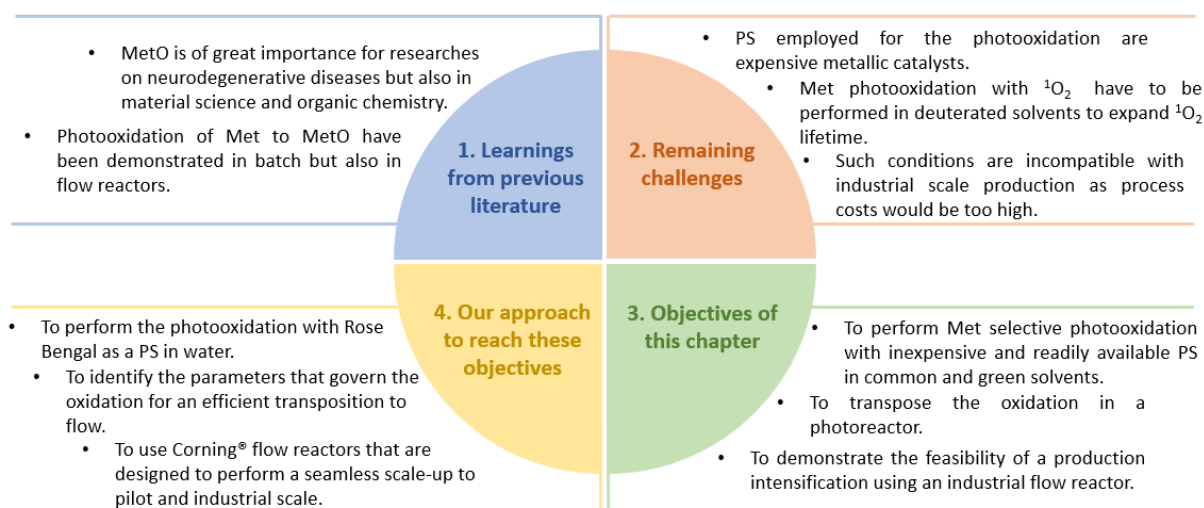 • MetO is of great importance for researches
on neurodegenerative diseases but also in
material science and organic chemistry.
• Photooxidation of Met to MetO have
been demonstrated in batch but also in
flow reactors.
1. Learnings
from previous
literature
2. Remaining
challenges
• PS employed for the photooxidation are
expensive metallic catalysts.
• Met photooxidation with ¹O₂ have to be
performed in deuterated solvents to expand ¹O₂
lifetime.
• Such conditions are incompatible with
industrial scale production as process
costs would be too high.
• To perform the photooxidation with Rose
Bengal as a PS in water.
• To identify the parameters that govern the
oxidation for an efficient transposition to
flow.
• To use Corning® flow reactors that are
designed to perform a seamless scale-up to
pilot and industrial scale.
4. Our approach
to reach these
objectives
3. Objectives of
this chapter
• To perform Met selective photooxidation
with inexpensive and readily available PS
in common and green solvents.
• To transpose the oxidation in a
photoreactor.
• To demonstrate the feasibility of a production
intensification using an industrial flow reactor.